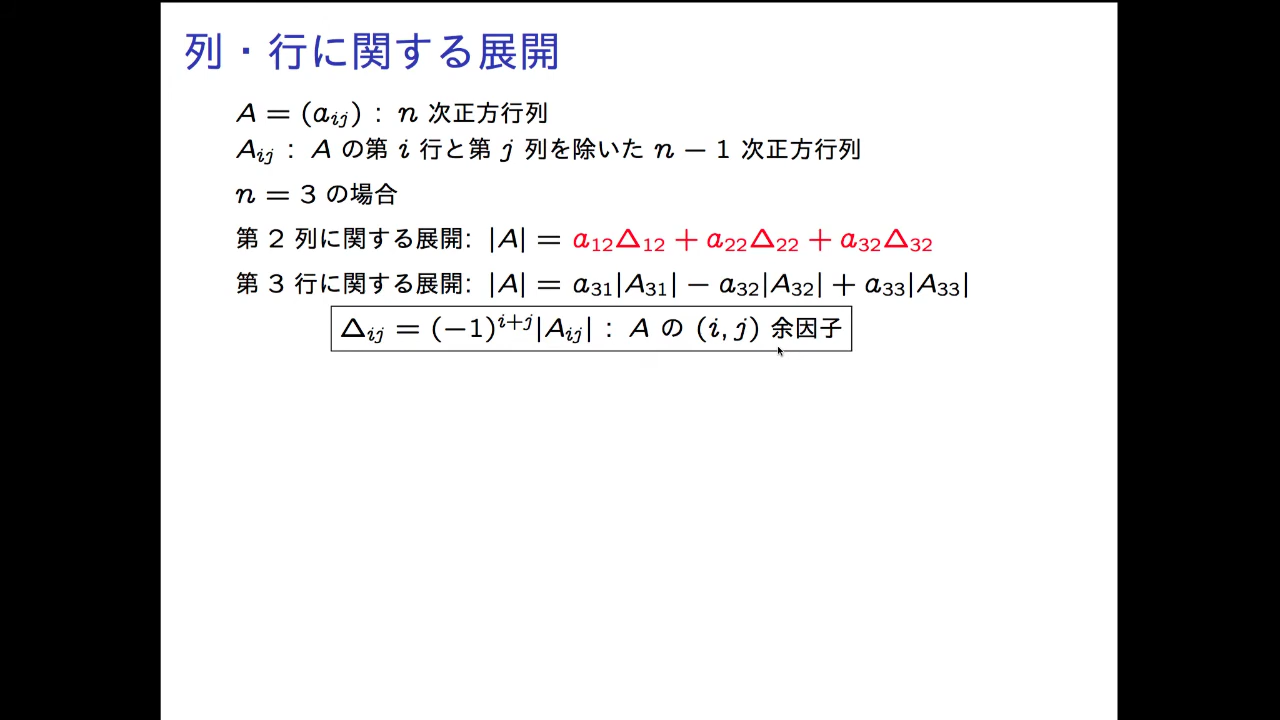 列・行に関する展開
A = (a_{ij}) : n 次正方行列
A_{ij} : A の第 i 行と第 j 列を除いた n − 1 次正方行列
n = 3 の場合
第 2 列に関する展開: |A| = a_{12}Δ_{12} + a_{22}Δ_{22} + a_{32}Δ_{32}
第 3 行に関する展開: |A| = a_{31}|A_{31}| − a_{32}|A_{32}| + a_{33}|A_{33}|
Δ_{ij} = (−1)^{i+j}|A_{ij}| : A の (i, j) 余因子